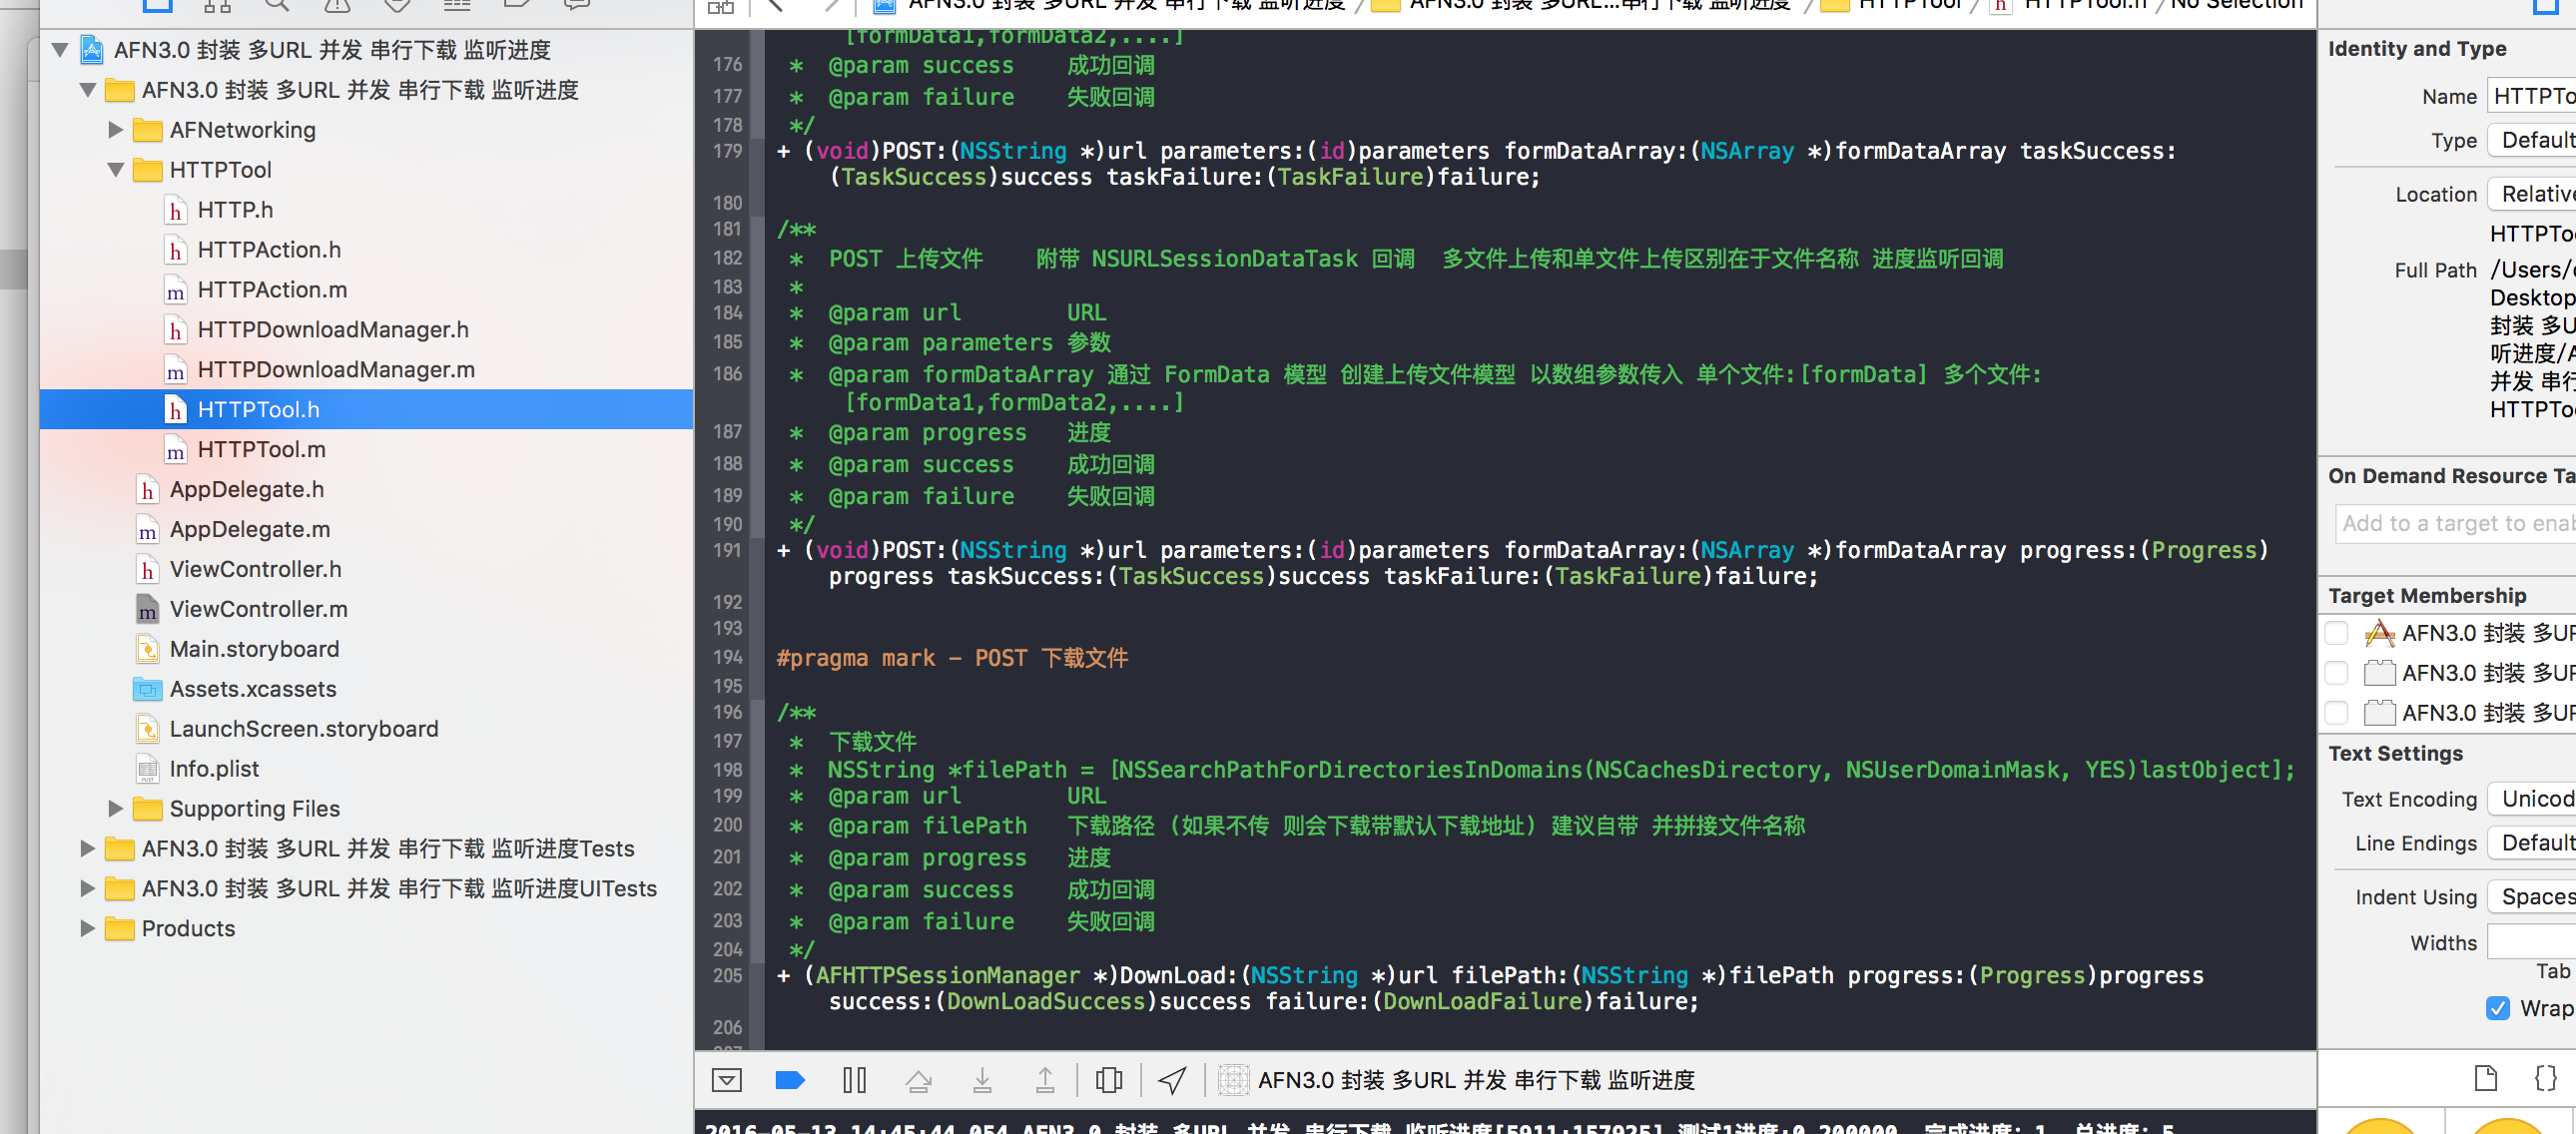 AFN3.0 封装 多URL 并发 串行下载 监听进度
AFN3.0 封装 多URL...串行下载 监听进度
HTTPTool
h HTTPTool.h
No Selection
AFN3.0 封装 多URL 并发 串行下载 监听进度
AFN3.0 封装 多URL 并发 串行下载 监听进度
AFNetworking
HTTPTool
h HTTP.h
h HTTPAction.h
m HTTPAction.m
h HTTPDownloadManager.h
m HTTPDownloadManager.m
h HTTPTool.h
m HTTPTool.m
h AppDelegate.h
m AppDelegate.m
h ViewController.h
m ViewController.m
Main.storyboard
Assets.xcassets
LaunchScreen.storyboard
Info.plist
Supporting Files
AFN3.0 封装 多URL 并发 串行下载 监听进度Tests
AFN3.0 封装 多URL 并发 串行下载 监听进度UITests
Products
[formData1,formData2,....]
176 * @param success 成功回调
177 * @param failure 失败回调
178 */
179 + (void)POST:(NSString *)url parameters:(id)parameters formDataArray:(NSArray *)formDataArray taskSuccess:
(TaskSuccess)success taskFailure:(TaskFailure)failure;
180
181 /**
182 * POST 上传文件 附带 NSURLSessionDataTask 回调 多文件上传和单文件上传区别在于文件名称 进度监听回调
183 *
184 * @param url URL
185 * @param parameters 参数
186 * @param formDataArray 通过 FormData 模型 创建上传文件模型 以数组参数传入 单个文件:[formData] 多个文件:
[formData1,formData2,....]
187 * @param progress 进度
188 * @param success 成功回调
189 * @param failure 失败回调
190 */
191 + (void)POST:(NSString *)url parameters:(id)parameters formDataArray:(NSArray *)formDataArray progress:(Progress)
progress taskSuccess:(TaskSuccess)success taskFailure:(TaskFailure)failure;
192
193
194 #pragma mark - POST 下载文件
195
196 /**
197 * 下载文件
198 * NSString *filePath = [NSSearchPathForDirectoriesInDomains(NSCachesDirectory, NSUserDomainMask, YES)lastObject];
199 * @param url URL
200 * @param filePath 下载路径 (如果不传 则会下载带默认下载地址) 建议自带 并拼接文件名称
201 * @param progress 进度
202 * @param success 成功回调
203 * @param failure 失败回调
204 */
205 + (AFHTTPSessionManager *)DownLoad:(NSString *)url filePath:(NSString *)filePath progress:(Progress)progress
success:(DownLoadSuccess)success failure:(DownLoadFailure)failure;
206
AFN3.0 封装 多URL 并发 串行下载 监听进度
2016-05-13 14:45:44.054 AFN3.0 封装 多URL 并发 串行下载 监听进度[5911:157925] 测试1进度:0.200000 完成进度: 1 总进度: 5
Identity and Type
Name HTTPTo
Type Default
Location Relative
HTTPToo
Full Path /Users/
Desktop
封装 多U
听进度/A
并发 串行
HTTPToo
On Demand Resource Ta
Add to a target to enab
Target Membership
AFN3.0 封装 多UR
AFN3.0 封装 多UR
AFN3.0 封装 多UR
Text Settings
Text Encoding Unicod
Line Endings Default
Indent Using Spaces
Widths
Tab
Wrap
{}